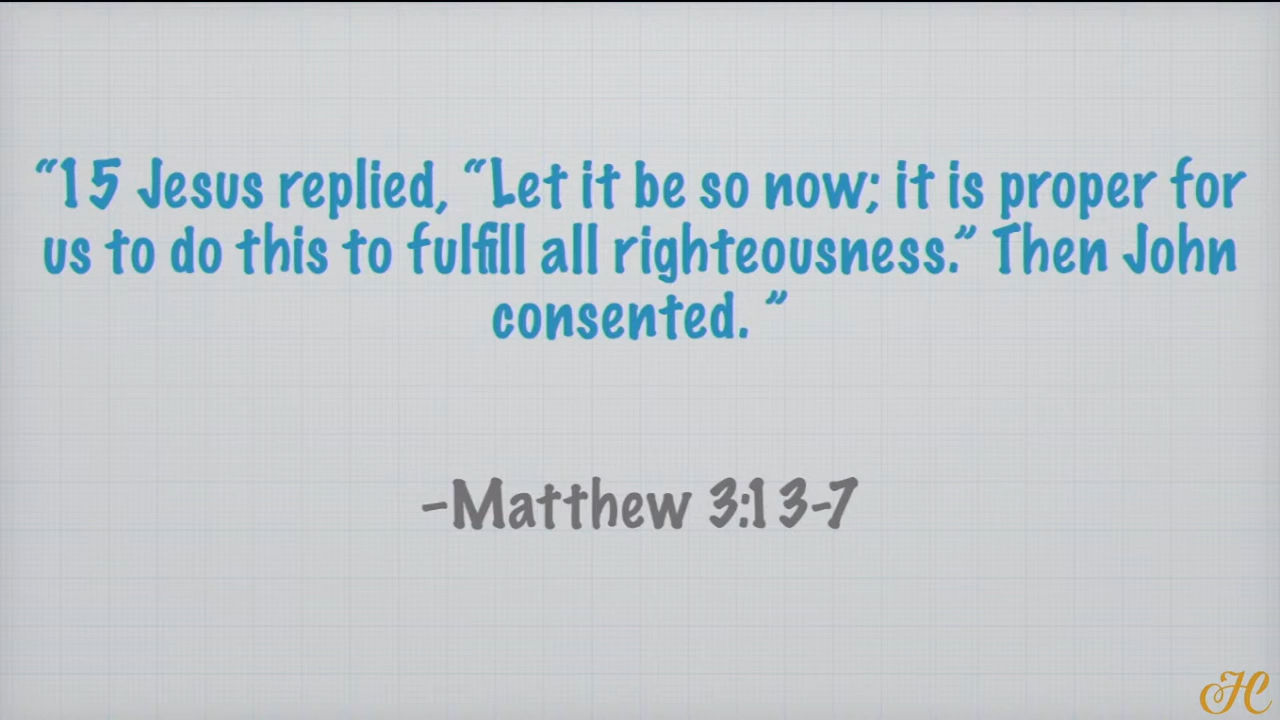 “15 Jesus replied, “Let it be so now; it is proper for
us to do this to fulfill all righteousness.” Then John
consented. ”
-Matthew 3:13-7
H